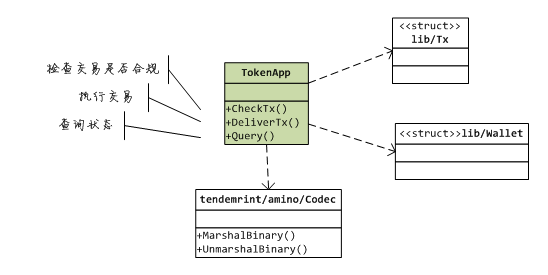 <<struct>>
lib/Tx
检查交易是否合规
执行交易
查询状态
TokenApp
+CheckTx()
+DeliverTx()
+Query()
<<struct>>lib/Wallet
tendemrint/amino/Codec
+MarshalBinary()
+UnmarshalBinary()